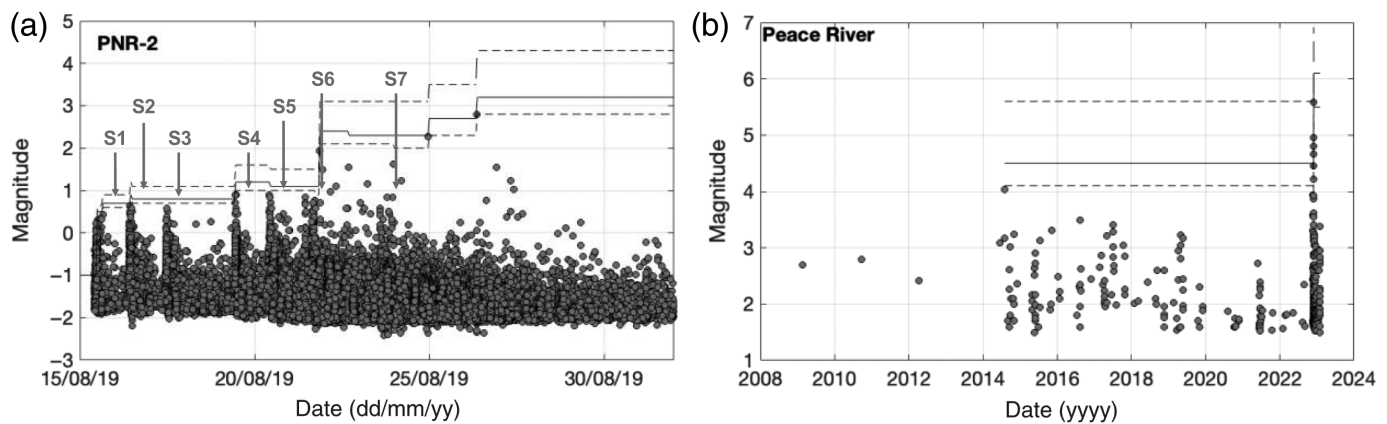 (a)
PNR-2
5
4
3
2
1
0
−1
−2
−3
Magnitude
S1
S2
S3
S4
S5
S6
S7
15/08/19 20/08/19 25/08/19 30/08/19
Date (dd/mm/yy)
(b)
Peace River
7
6
5
4
3
2
1
Magnitude
2008 2010 2012 2014 2016 2018 2020 2022 2024
Date (yyyy)